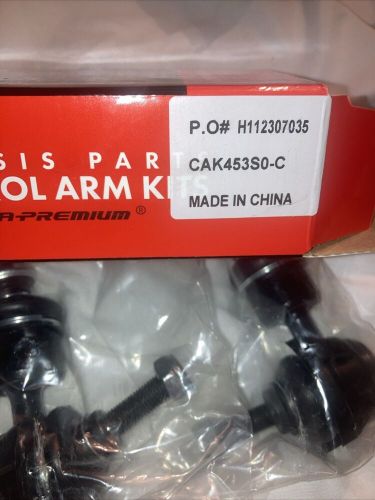 P.O# H112307035
CAK453S0-C
MADE IN CHINA
SIS PARTS
OL ARM KITS
A-PREMIUM®